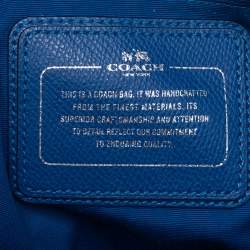 COACH
NEW YORK
THIS IS A COACH BAG. IT WAS HANDCRAFTED
FROM THE FINEST MATERIALS. ITS
SUPERIOR CRAFTSMANSHIP AND ATTENTION
TO DETAIL REFLECT OUR COMMITMENT
TO ENDURING QUALITY.